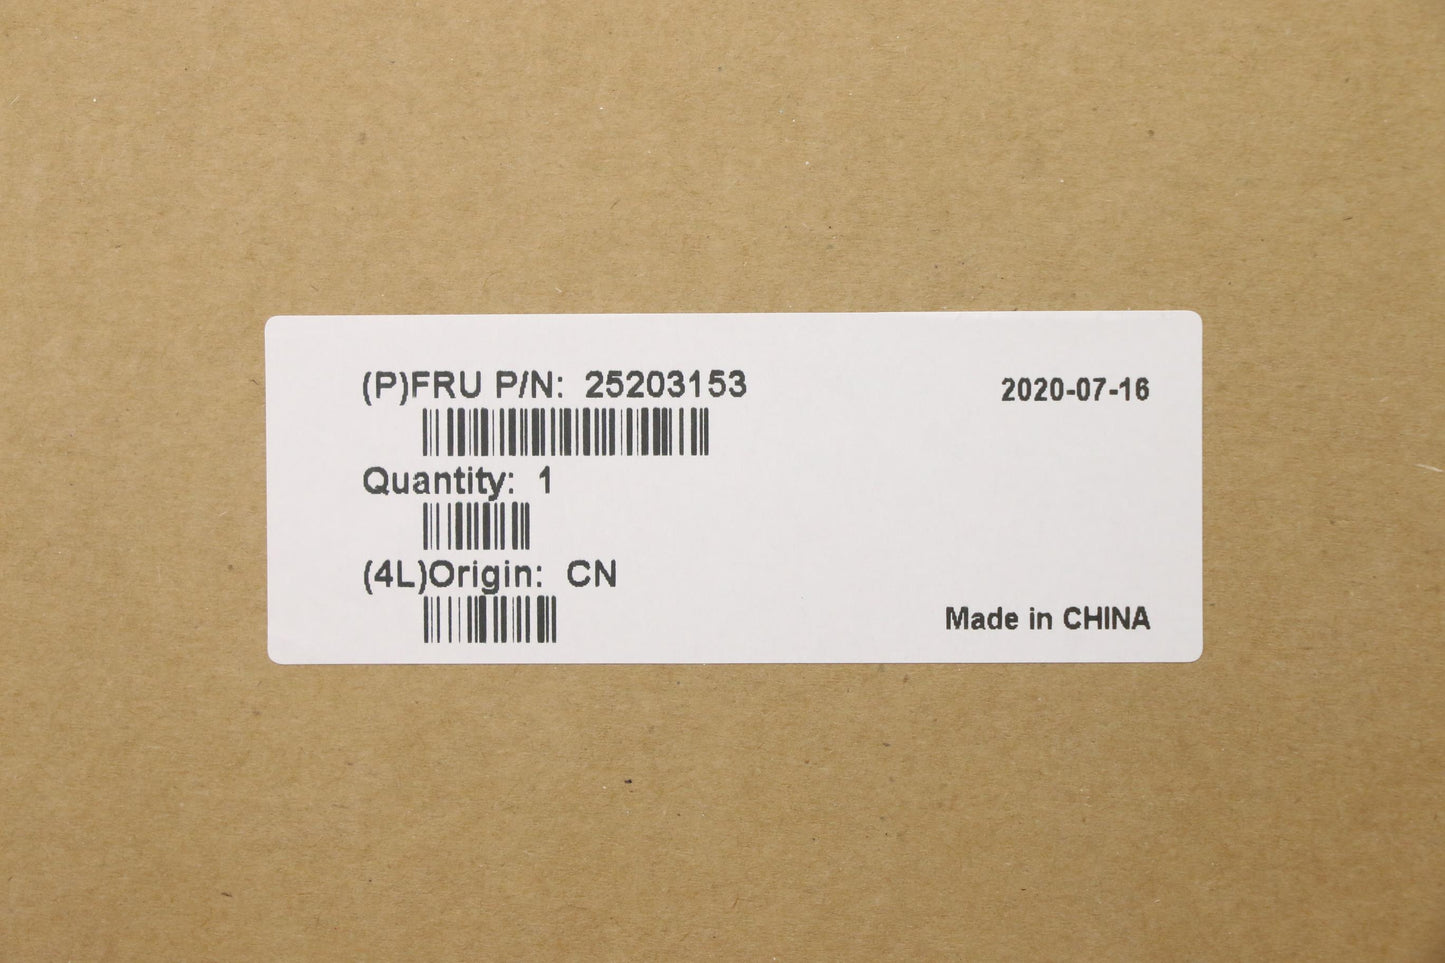 (P)FRU P/N: 25203153
2020-07-16
Quantity: 1
(4L)Origin: CN
Made in CHINA